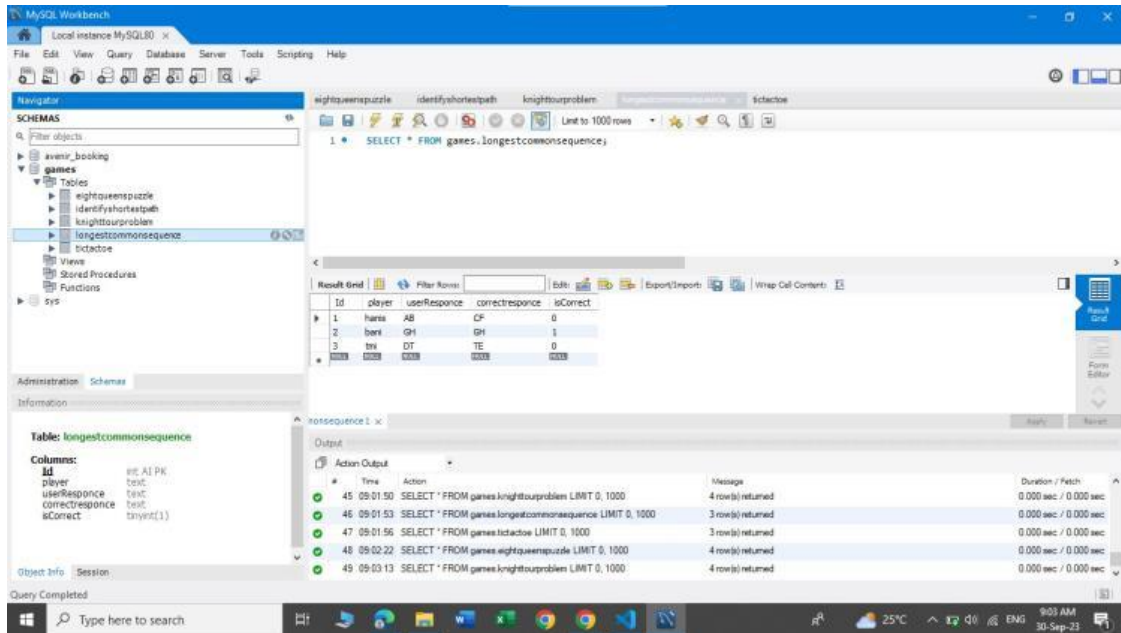 MySQL Workbench
Local instance MySQL80 ×
File Edit View Query Database Server Tools Scripting Help
Navigator
SCHEMAS
Filter objects
avenir_booking
games
Tables
eightqueenspuzzle
identifyshortestpath
knighttourproblem
longestcommonsequence
tictactoe
Views
Stored Procedures
Functions
sys
Administration Schemas
Information
Table: longestcommonsequence
Columns:
Id int AI PK
player text
userResponce text
correctresponce text
isCorrect tinyint(1)
Object Info Session
eightqueenspuzzle identifyshortestpath knighttourproblem longestcommonsequence tictactoe
Limit to 1000 rows
1 SELECT * FROM games.longestcommonsequence;
Result Grid Filter Rows: Edit: Export/Import: Wrap Cell Content:
Id player userResponce correctresponce isCorrect
1 AB CF 0
2 bani GH GH 1
3 DT TE 0
NULL NULL NULL NULL NULL
Result Grid
Form Editor
monsequence 1 ×
Apply Revert
Output
Action Output
# Time Action Message Duration / Fetch
45 09:01:50 SELECT * FROM games.knighttourproblem LIMIT 0, 1000 4 row(s) returned 0.000 sec / 0.000 sec
46 09:01:53 SELECT * FROM games.longestcommonsequence LIMIT 0, 1000 3 row(s) returned 0.000 sec / 0.000 sec
47 09:01:56 SELECT * FROM games.tictactoe LIMIT 0, 1000 3 row(s) returned 0.000 sec / 0.000 sec
48 09:02:22 SELECT * FROM games.eightqueenspuzzle LIMIT 0, 1000 4 row(s) returned 0.000 sec / 0.000 sec
49 09:03:13 SELECT * FROM games.knighttourproblem LIMIT 0, 1000 4 row(s) returned 0.000 sec / 0.000 sec
Query Completed
Type here to search
25°C ENG 9:03 AM
30-Sep-23